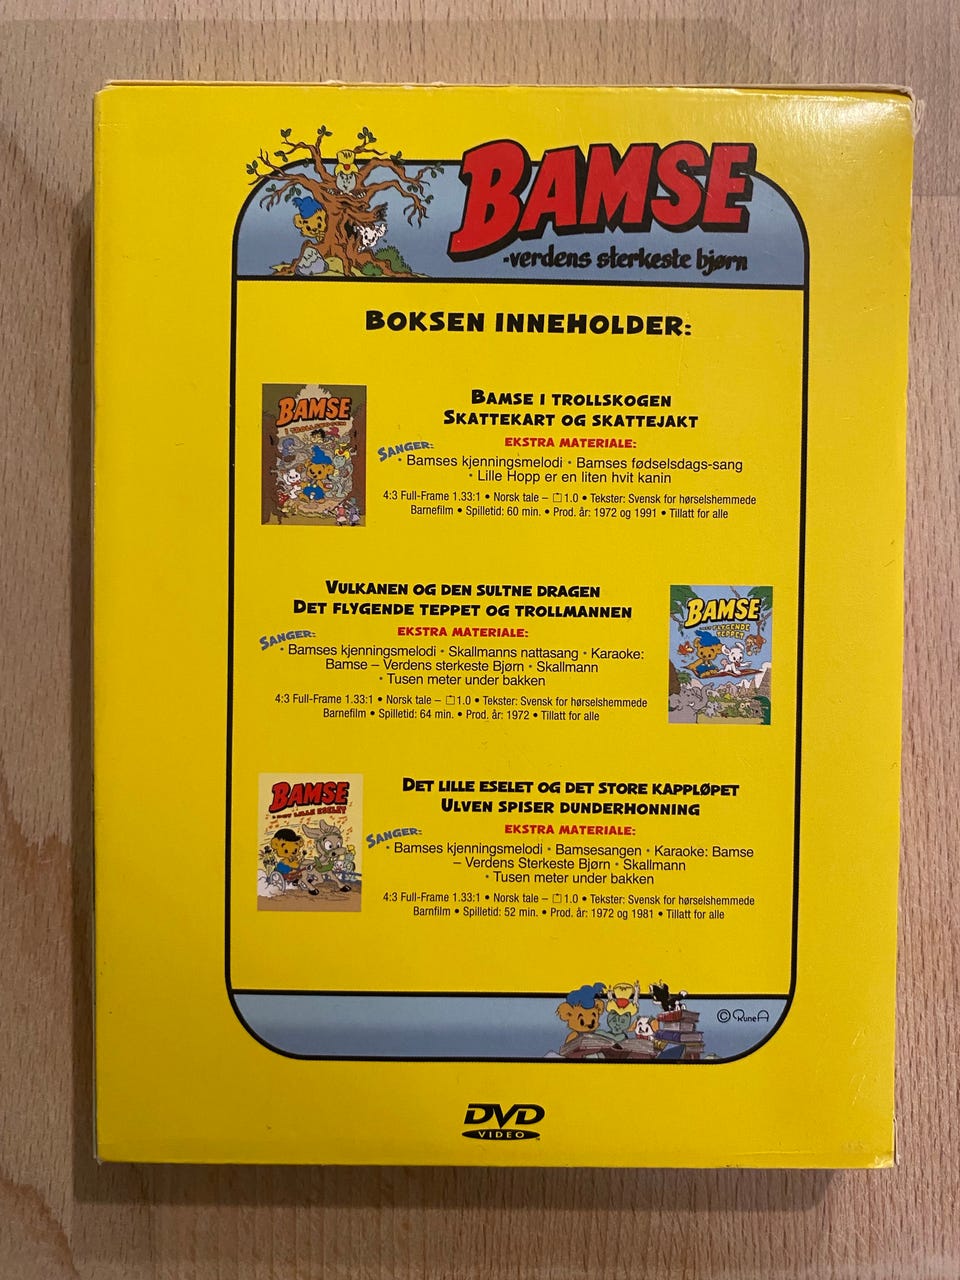 BAMSE
-verdens sterkeste bjørn
BOKSEN INNEHOLDER:
BAMSE
I TROLLSKOGEN
BAMSE I TROLLSKOGEN
SKATTEKART OG SKATTEJAKT
SANGER:
EKSTRA MATERIALE:
• Bamses kjenningsmelodi • Bamses fødselsdags-sang
• Lille Hopp er en liten hvit kanin
4:3 Full-Frame 1.33:1 • Norsk tale – 1.0 • Tekster: Svensk for hørselshemmede
Barnefilm • Spilletid: 60 min. • Prod. år: 1972 og 1991 • Tillatt for alle
VULKANEN OG DEN SULTNE DRAGEN
DET FLYGENDE TEPPET OG TROLLMANNEN
SANGER:
EKSTRA MATERIALE:
• Bamses kjenningsmelodi • Skallmanns nattasang • Karaoke:
Bamse – Verdens sterkeste Bjørn • Skallmann
• Tusen meter under bakken
4:3 Full-Frame 1.33:1 • Norsk tale – 1.0 • Tekster: Svensk for hørselshemmede
Barnefilm • Spilletid: 64 min. • Prod. år: 1972 • Tillatt for alle
BAMSE
FLYGENDE
TEPPET
BAMSE
DET LILLE ESELET
DET LILLE ESELET OG DET STORE KAPPLØPET
ULVEN SPISER DUNDERHONNING
SANGER:
EKSTRA MATERIALE:
• Bamses kjenningsmelodi • Bamsesangen • Karaoke: Bamse
– Verdens Sterkeste Bjørn • Skallmann
• Tusen meter under bakken
4:3 Full-Frame 1.33:1 • Norsk tale – 1.0 • Tekster: Svensk for hørselshemmede
Barnfilm • Spilletid: 52 min. • Prod. år: 1972 og 1981 • Tillatt for alle
© Rune A
DVD
VIDEO